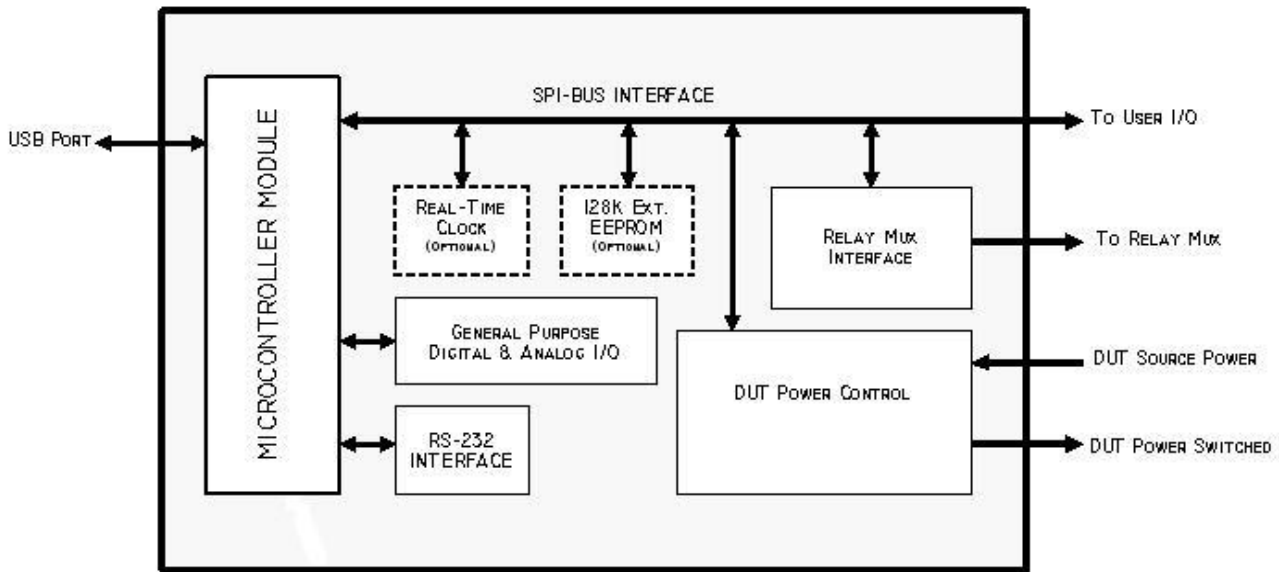 SPI-BUS INTERFACE
USB PORT
TO USER I/O
MICROCONTROLLER MODULE
REAL-TIME
CLOCK
(OPTIONAL)
128K EXT.
EEPROM
(OPTIONAL)
RELAY MUX
INTERFACE
TO RELAY MUX
GENERAL PURPOSE
DIGITAL & ANALOG I/O
DUT POWER CONTROL
DUT SOURCE POWER
RS-232
INTERFACE
DUT POWER SWITCHED